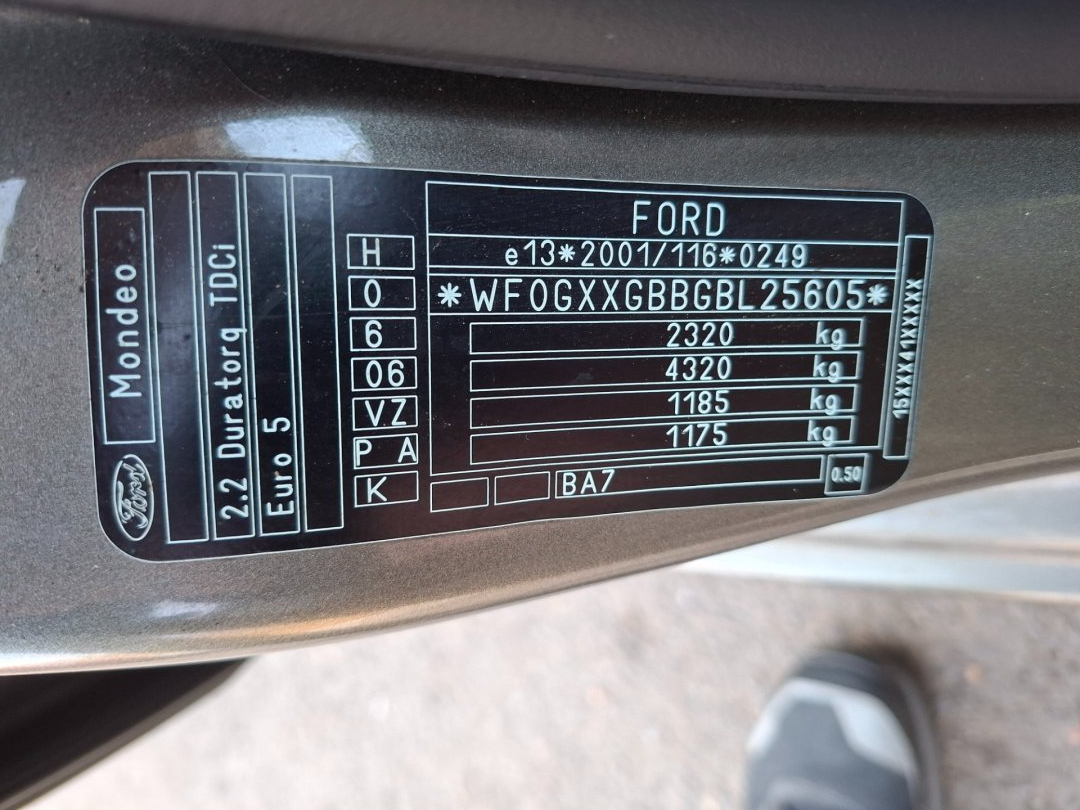 Mondeo
Ford
2.2 Duratorq TDCi
Euro 5
H
0
6
06
VZ
P A
K
FORD
e13*2001/116*0249
*WF0GXXGBBGBL25605*
2320 kg
4320 kg
1185 kg
1175 kg
BA7
0.50
15XXX41XXXXX